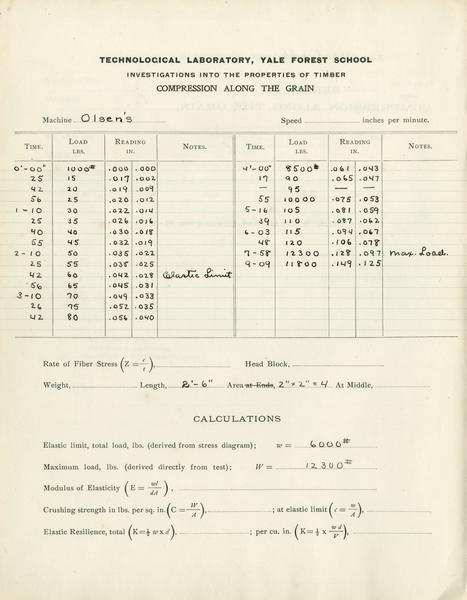 TECHNOLOGICAL LABORATORY, YALE FOREST SCHOOL
INVESTIGATIONS INTO THE PROPERTIES OF TIMBER
COMPRESSION ALONG THE GRAIN
Machine Olsen's Speed inches per minute.
TIME. LOAD LBS. READING IN. NOTES. TIME. LOAD LBS. READING IN. NOTES.
0'-00" 1000# .000 .000 4'-00" 8500# .061 .043
25 15 .017 .002 17 90 .065 .047
42 20 .019 .009 — 95 — —
56 25 .020 .012 55 10000 .075 .053
1-10 30 .022 .014 5-16 105 .081 .059
25 35 .026 .016 39 110 .087 .062
40 40 .030 .018 6-03 115 .094 .067
55 45 .032 .019 48 120 .106 .078
2-10 50 .035 .022 7-58 12300 .128 .097 Max. Load.
25 55 .038 .025 9-09 11800 .149 .125
42 60 .042 .028 Elastic Limit
56 65 .045 .031
3-10 70 .049 .033
26 75 .052 .035
42 80 .056 .040
Rate of Fiber Stress (Z = ), Head Block,
Weight, Length, 2'-6" Area at Ends, 2"x2" = 4 At Middle,
CALCULATIONS
Elastic limit, total load, lbs. (derived from stress diagram); w = 6000#
Maximum load, lbs. (derived directly from test); W = 12300#
Modulus of Elasticity (E = wl/dA),
Crushing strength in lbs. per sq. in. (C = W/A), ; at elastic limit (c = w/A),
Elastic Resilience, total (K=½ w x d), ; per cu. in. (K=½ x wd/V),